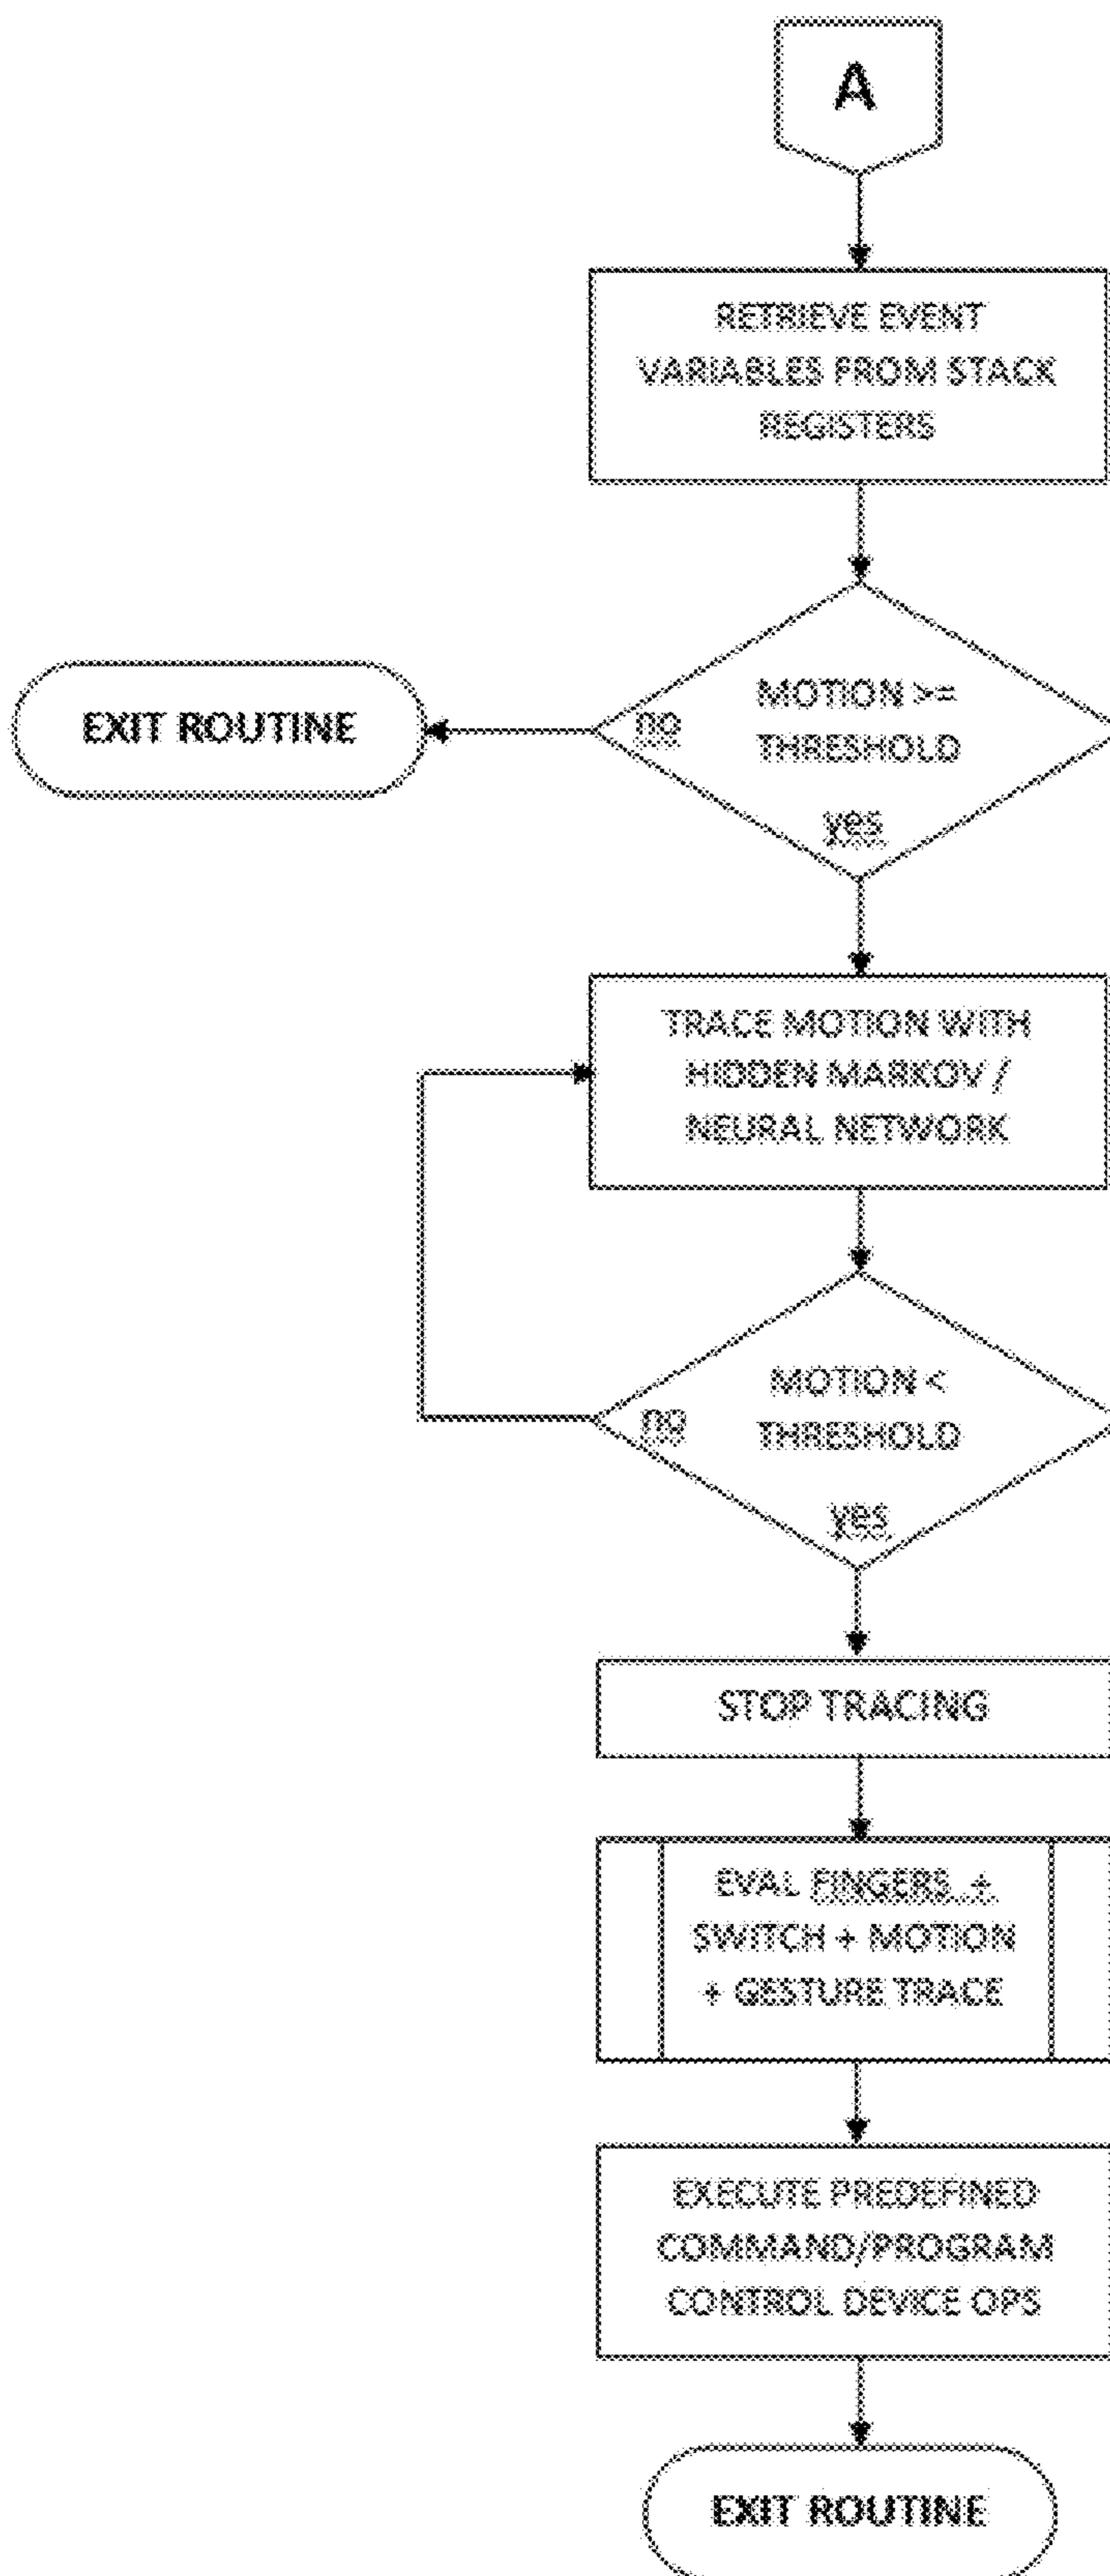 A
RETRIEVE EVENT
VARIABLES FROM STACK
REGISTERS
MOTION >=
THRESHOLD
no
EXIT ROUTINE
yes
TRACE MOTION WITH
HIDDEN MARKOV /
NEURAL NETWORK
MOTION <
THRESHOLD
no
yes
STOP TRACING
EVAL FINGERS +
SWITCH + MOTION
+ GESTURE TRACE
EXECUTE PREDEFINED
COMMAND/PROGRAM
CONTROL DEVICE OPS
EXIT ROUTINE